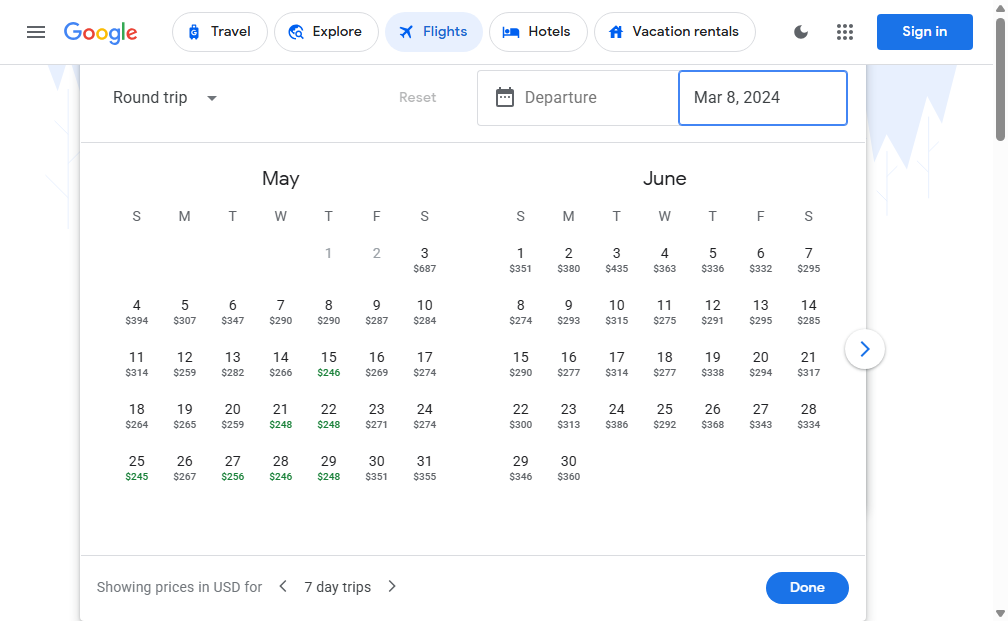 Google Travel Explore Flights Hotels Vacation rentals Sign in
Round trip Reset Departure Mar 8, 2024
May
S M T W T F S
1 2 3
$687
4 5 6 7 8 9 10
$394 $307 $347 $290 $290 $287 $284
11 12 13 14 15 16 17
$314 $259 $282 $266 $246 $269 $274
18 19 20 21 22 23 24
$264 $265 $259 $248 $248 $271 $274
25 26 27 28 29 30 31
$245 $267 $256 $246 $248 $351 $355
June
S M T W T F S
1 2 3 4 5 6 7
$351 $380 $435 $363 $336 $332 $295
8 9 10 11 12 13 14
$274 $293 $315 $275 $291 $295 $285
15 16 17 18 19 20 21
$290 $277 $314 $277 $338 $294 $317
22 23 24 25 26 27 28
$300 $313 $386 $292 $368 $343 $334
29 30
$346 $360
Showing prices in USD for 7 day trips Done